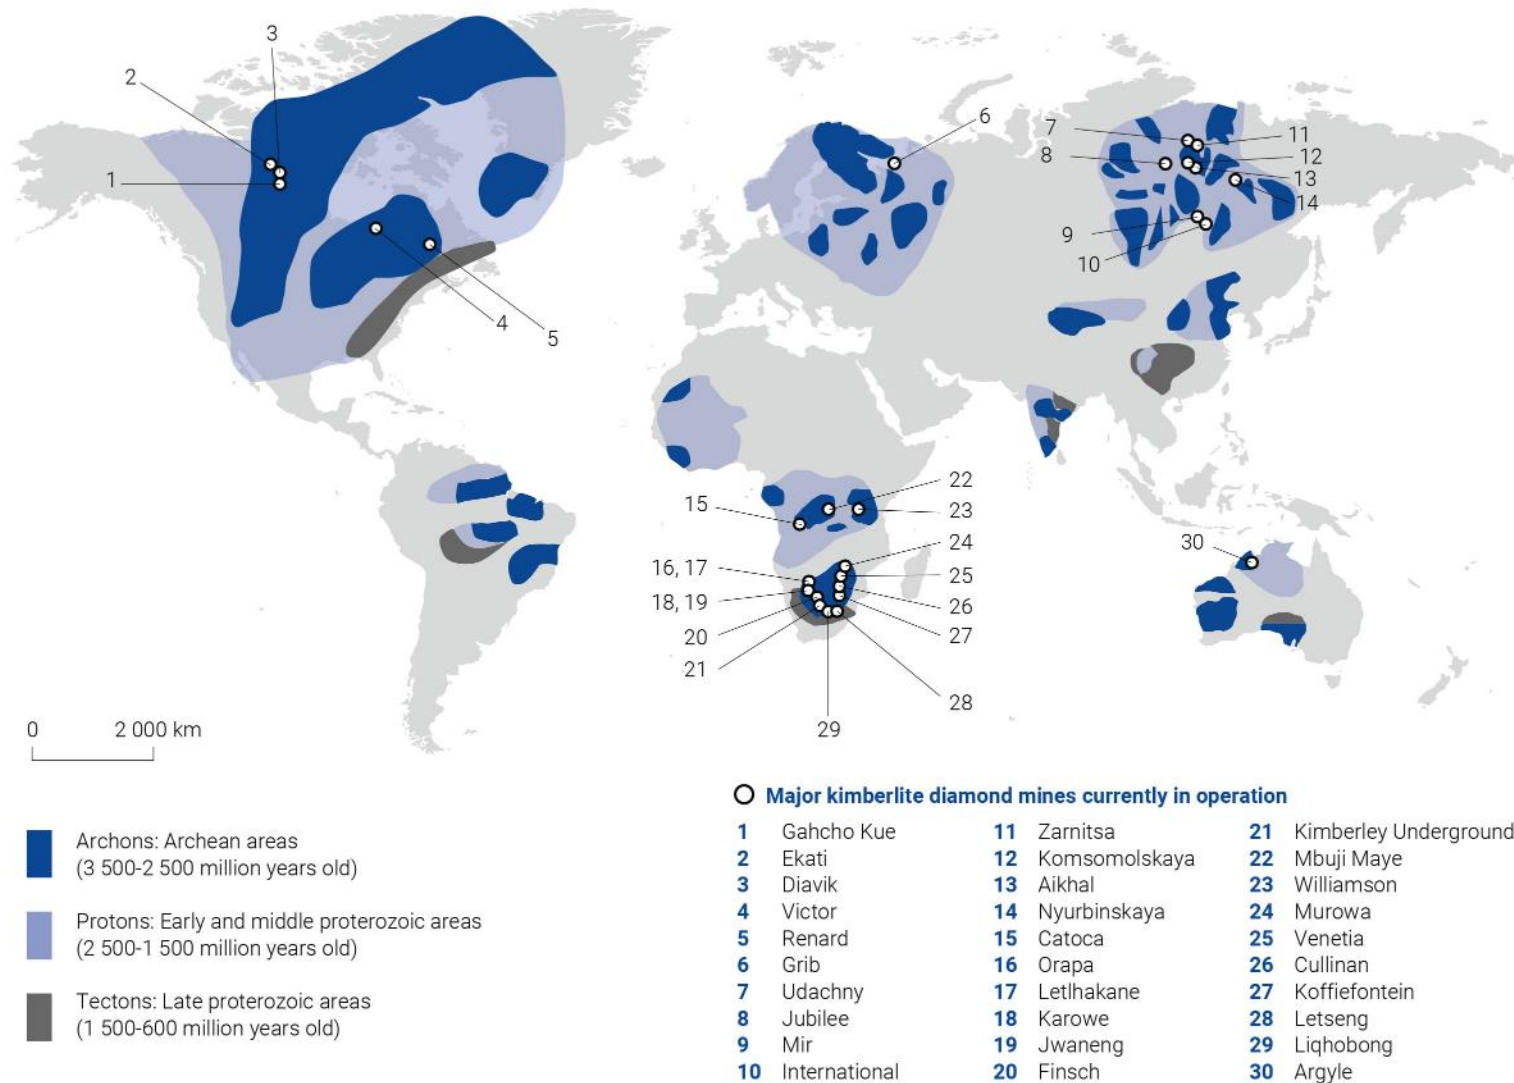 3
2
1
4
5
6
7
8
9
10
11
12
13
14
15
16, 17
18, 19
20
21
22
23
24
25
26
27
28
29
30
0 2 000 km
Archons: Archean areas
(3 500-2 500 million years old)
Protons: Early and middle proterozoic areas
(2 500-1 500 million years old)
Tectons: Late proterozoic areas
(1 500-600 million years old)
Major kimberlite diamond mines currently in operation
1 Gahcho Kue
2 Ekati
3 Diavik
4 Victor
5 Renard
6 Grib
7 Udachny
8 Jubilee
9 Mir
10 International
11 Zarnitsa
12 Komsomolskaya
13 Aikhal
14 Nyurbinskaya
15 Catoca
16 Orapa
17 Letlhakane
18 Karowe
19 Jwaneng
20 Finsch
21 Kimberley Underground
22 Mbuji Maye
23 Williamson
24 Murowa
25 Venetia
26 Cullinan
27 Koffiefontein
28 Letseng
29 Liqhobong
30 Argyle